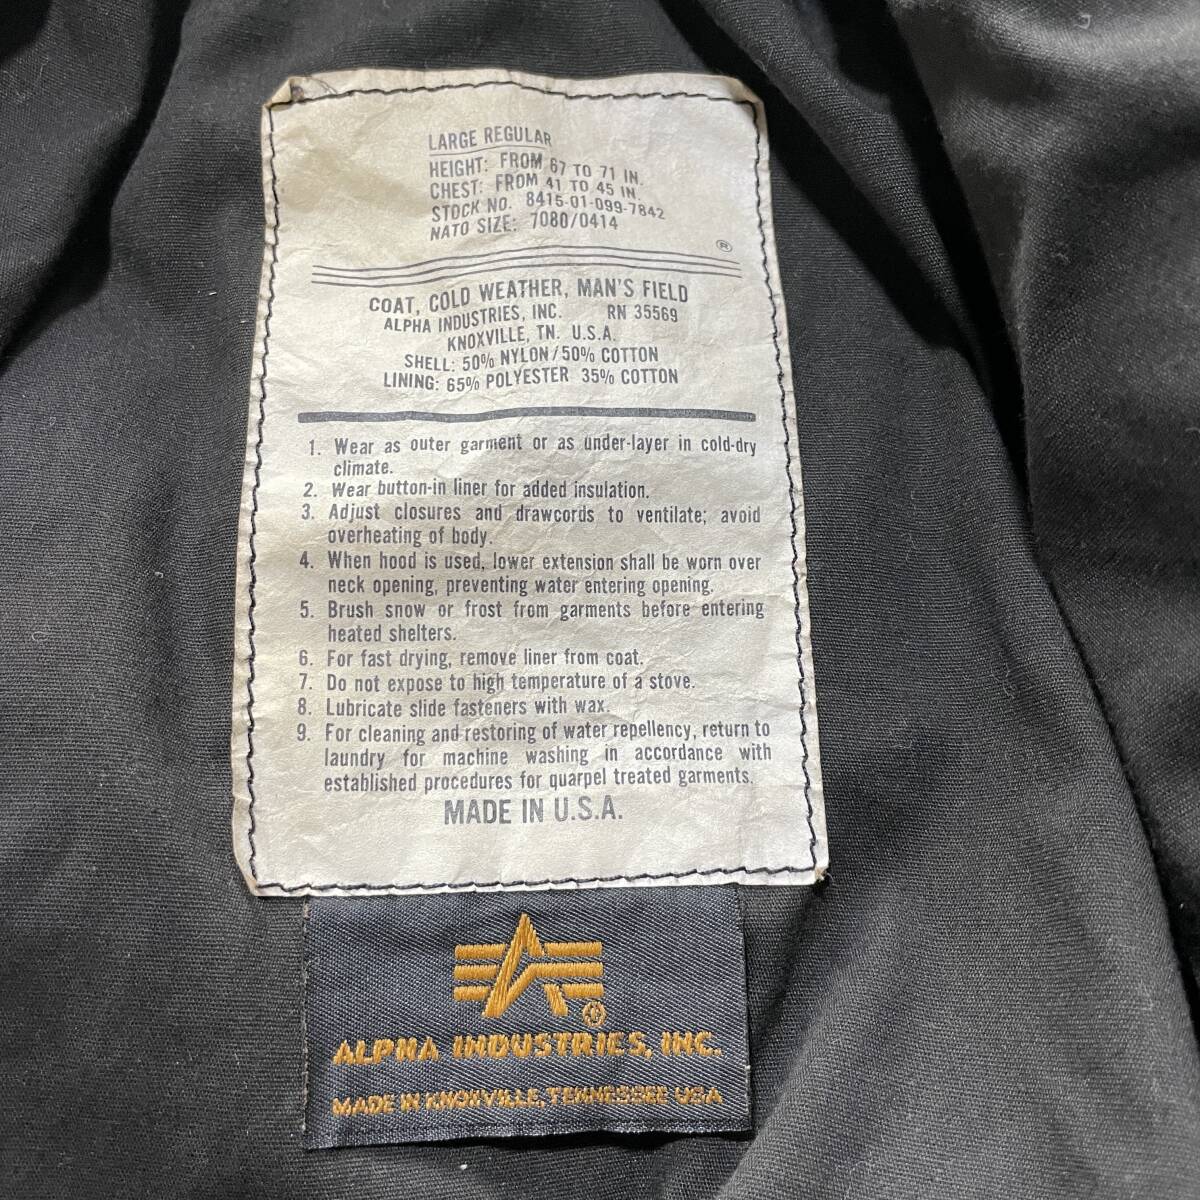 LARGE REGULAR
HEIGHT: FROM 67 TO 71 IN.
CHEST: FROM 41 TO 45 IN.
STOCK NO. 8415-01-099-7842
NATO SIZE: 7080/0414
®
COAT, COLD WEATHER, MAN'S FIELD
ALPHA INDUSTRIES, INC. RN 35569
KNOXVILLE, TN. U.S.A.
SHELL: 50% NYLON/50% COTTON
LINING: 65% POLYESTER 35% COTTON
1. Wear as outer garment or as under-layer in cold-dry
climate.
2. Wear button-in liner for added insulation.
3. Adjust closures and drawcords to ventilate; avoid
overheating of body.
4. When hood is used, lower extension shall be worn over
neck opening, preventing water entering opening.
5. Brush snow or frost from garments before entering
heated shelters.
6. For fast drying, remove liner from coat.
7. Do not expose to high temperature of a stove.
8. Lubricate slide fasteners with wax.
9. For cleaning and restoring of water repellency, return to
laundry for machine washing in accordance with
established procedures for quarpel treated garments.
MADE IN U.S.A.
®
ALPHA INDUSTRIES, INC.
MADE IN KNOXVILLE, TENNESSEE USA